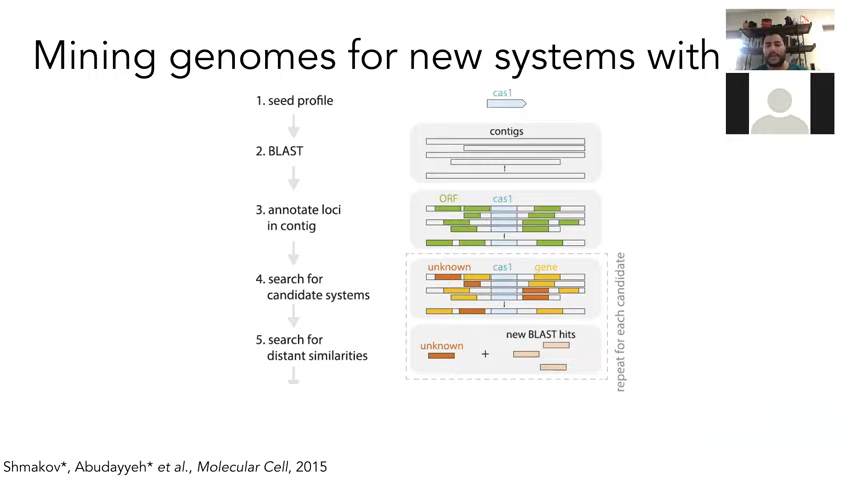 Mining genomes for new systems with
1. seed profile
cas1
2. BLAST
contigs
3. annotate loci
in contig
ORF cas1
4. search for
candidate systems
unknown cas1 gene
5. search for
distant similarities
unknown + new BLAST hits
repeat for each candidate
Shmakov*, Abudayyeh* et al., Molecular Cell, 2015